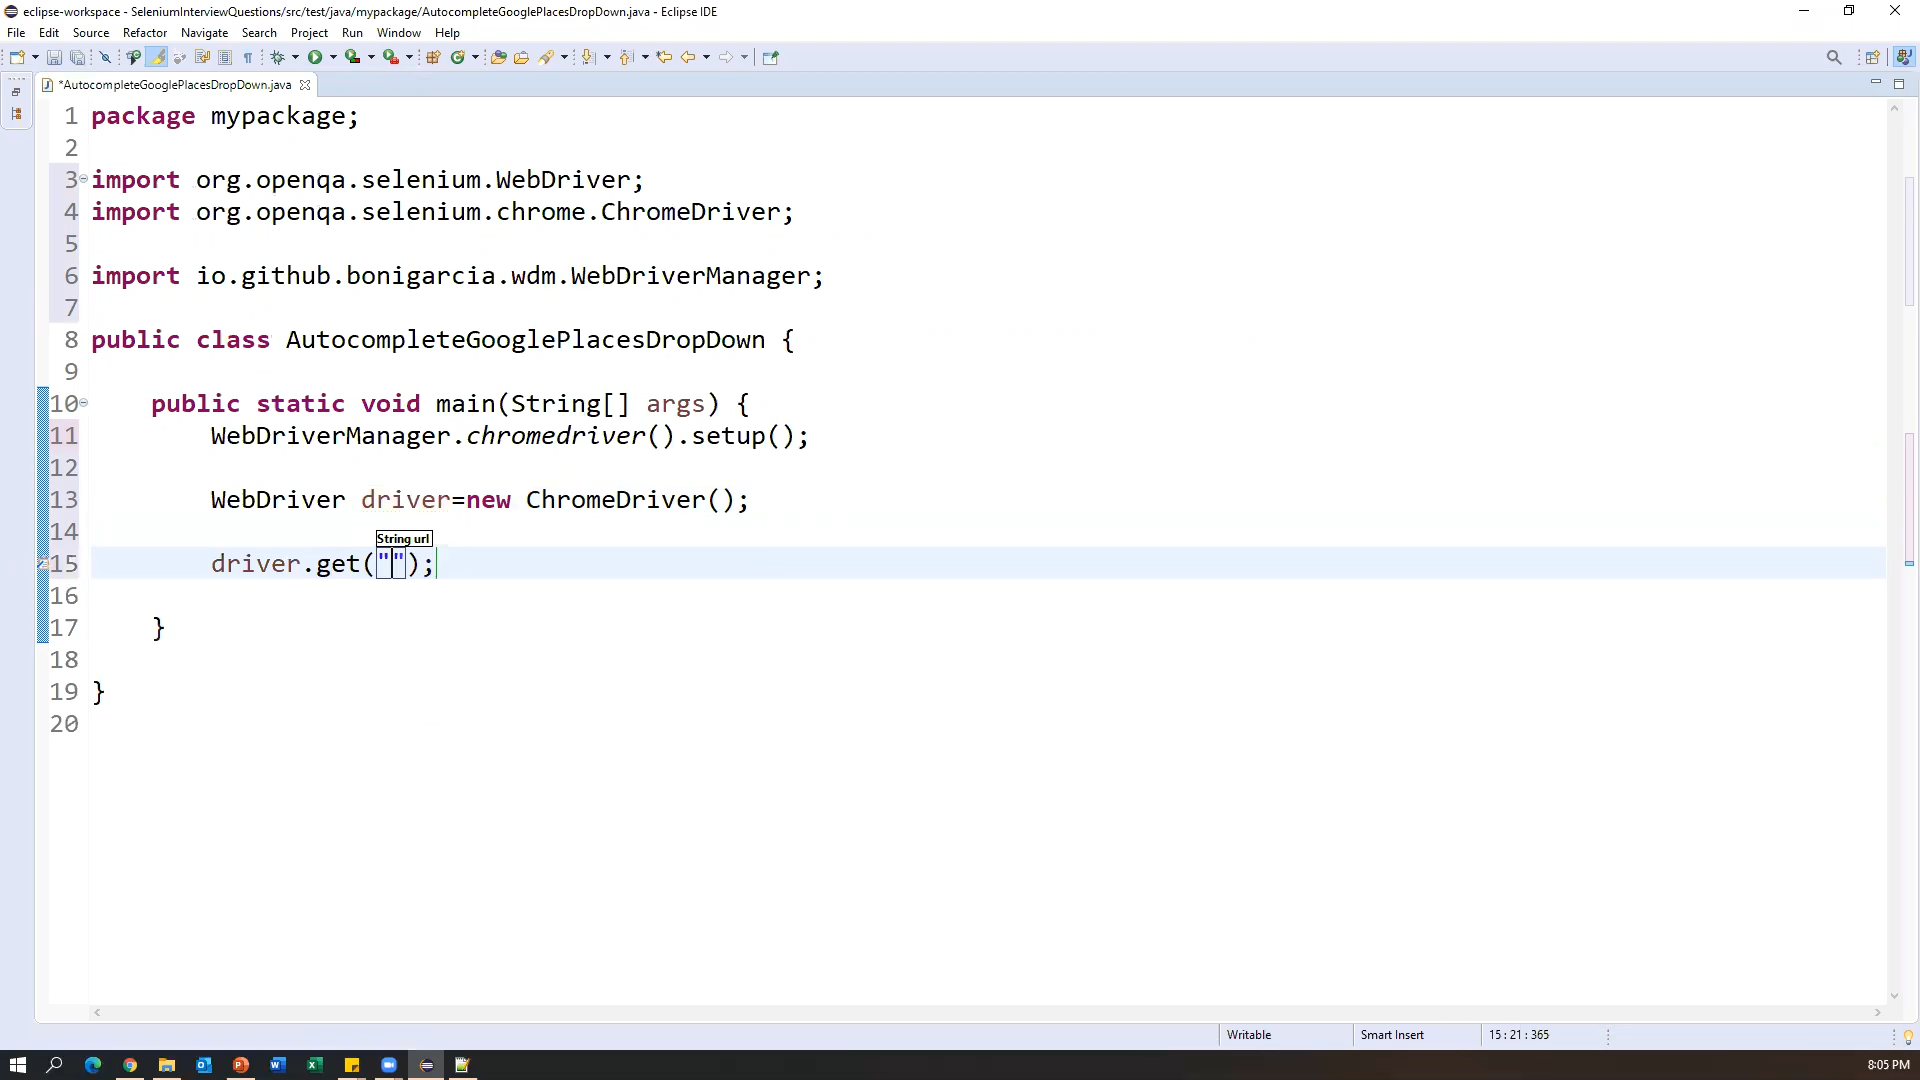 eclipse-workspace - SeleniumInterviewQuestions/src/test/java/mypackage/AutocompleteGooglePlacesDropDown.java - Eclipse IDE
File Edit Source Refactor Navigate Search Project Run Window Help
*AutocompleteGooglePlacesDropDown.java
1 package mypackage;
2
3 import org.openqa.selenium.WebDriver;
4 import org.openqa.selenium.chrome.ChromeDriver;
5
6 import io.github.bonigarcia.wdm.WebDriverManager;
7
8 public class AutocompleteGooglePlacesDropDown {
9
10 public static void main(String[] args) {
11 WebDriverManager.chromedriver().setup();
12
13 WebDriver driver=new ChromeDriver();
14
String url
15 driver.get("");
16
17 }
18
19 }
20
Writable Smart Insert 15 : 21 : 365
8:05 PM